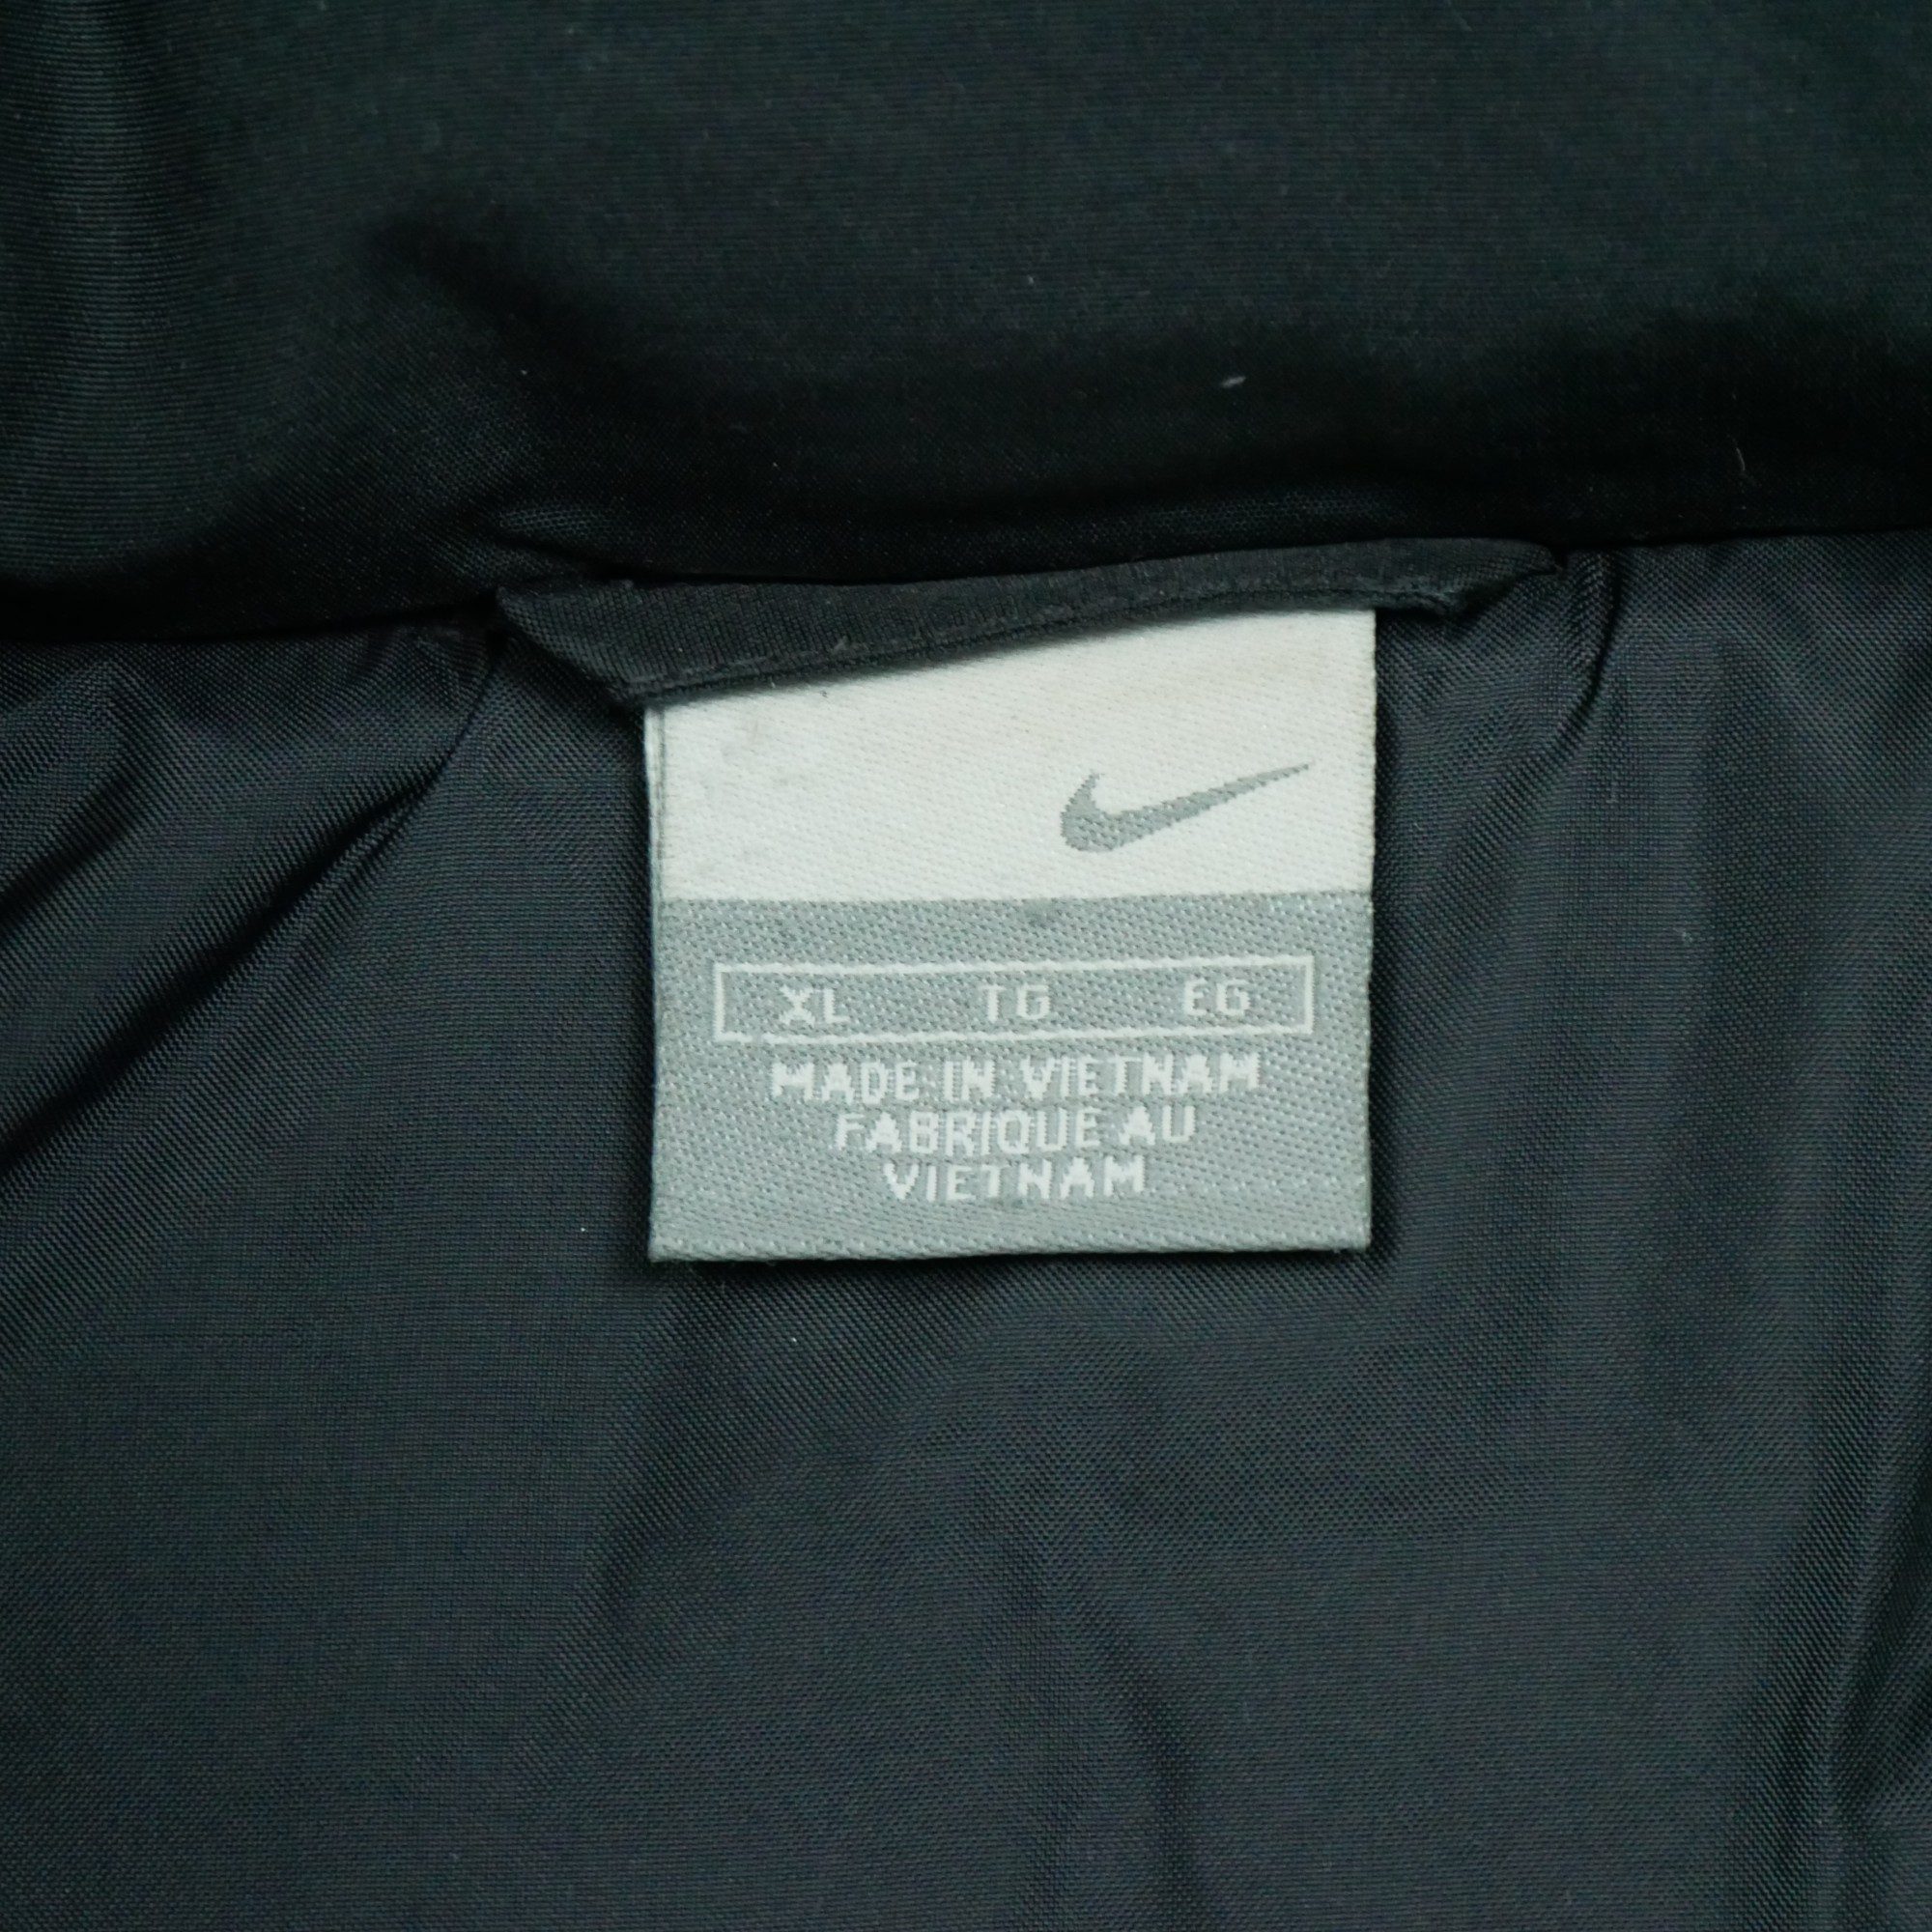 XL TG EG
MADE IN VIETNAM
FABRIQUE AU
VIETNAM